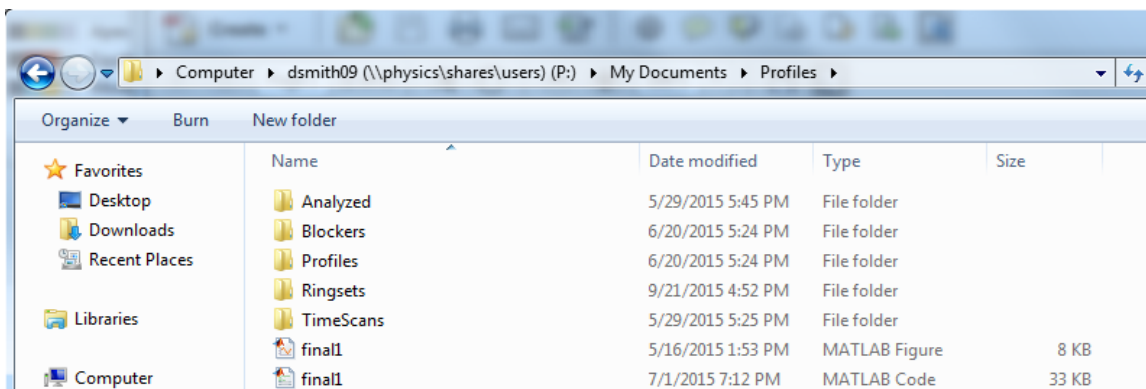 Computer dsmith09 (\\physics\shares\users) (P:) My Documents Profiles
Organize Burn New folder
Name Date modified Type Size
Favorites
Desktop
Downloads
Recent Places
Libraries
Computer
Analyzed 5/29/2015 5:45 PM File folder
Blockers 6/20/2015 5:24 PM File folder
Profiles 6/20/2015 5:24 PM File folder
Ringsets 9/21/2015 4:52 PM File folder
TimeScans 5/29/2015 5:25 PM File folder
final1 5/16/2015 1:53 PM MATLAB Figure 8 KB
final1 7/1/2015 7:12 PM MATLAB Code 33 KB